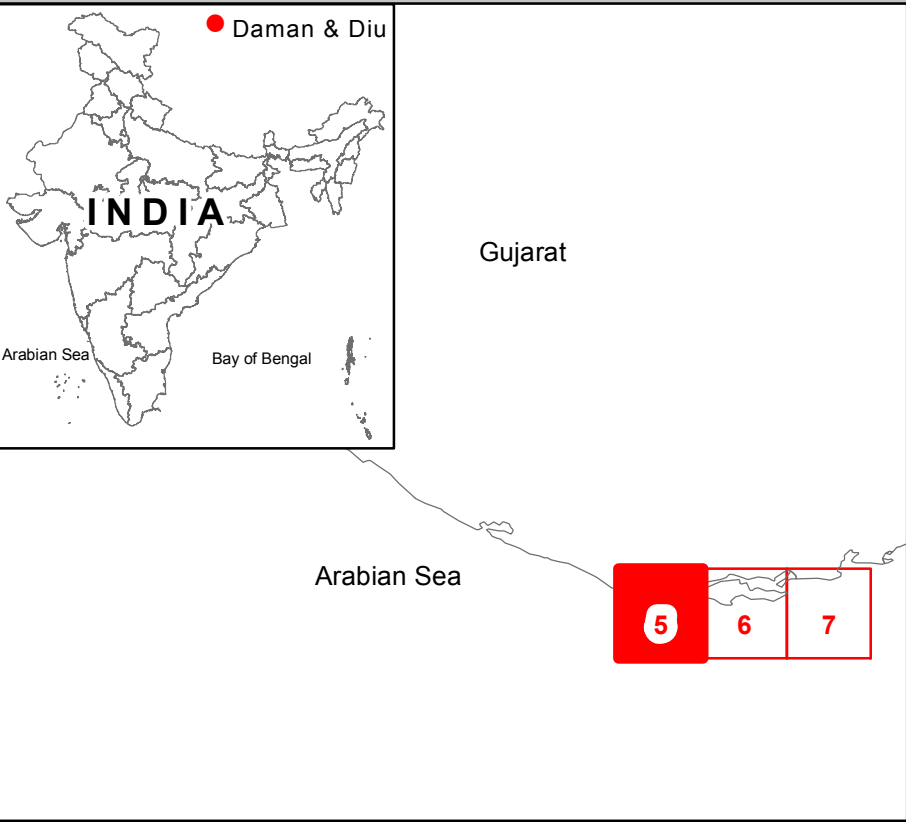 Daman & Diu
INDIA
Arabian Sea
Bay of Bengal
Gujarat
Arabian Sea
5
6
7